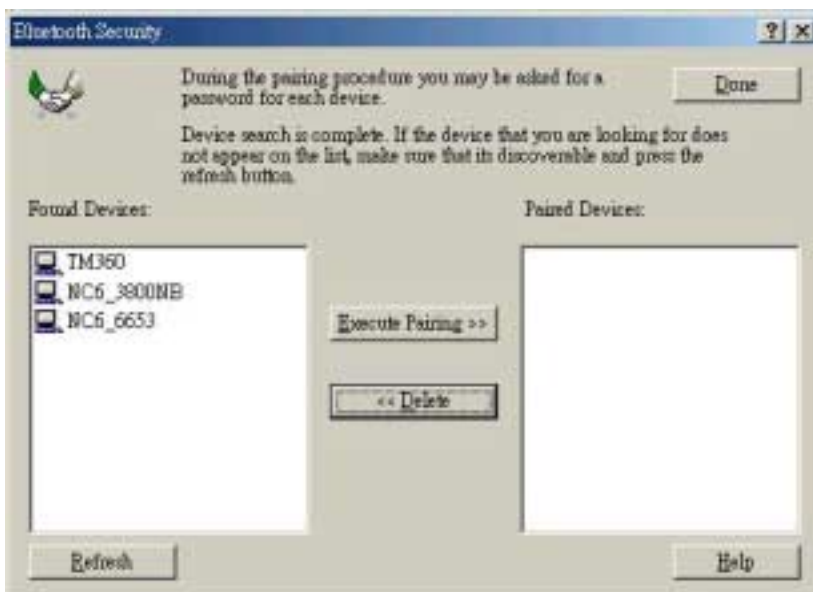 Bluetooth Security
During the pairing procedure you may be asked for a
password for each device.
Done
Device search is complete. If the device that you are looking for does
not appear on the list, make sure that its discoverable and press the
refresh button.
Found Devices:
Paired Devices:
TM360
NC6_3800NB
NC6_6653
Execute Pairing >>
<< Delete
Refresh
Help